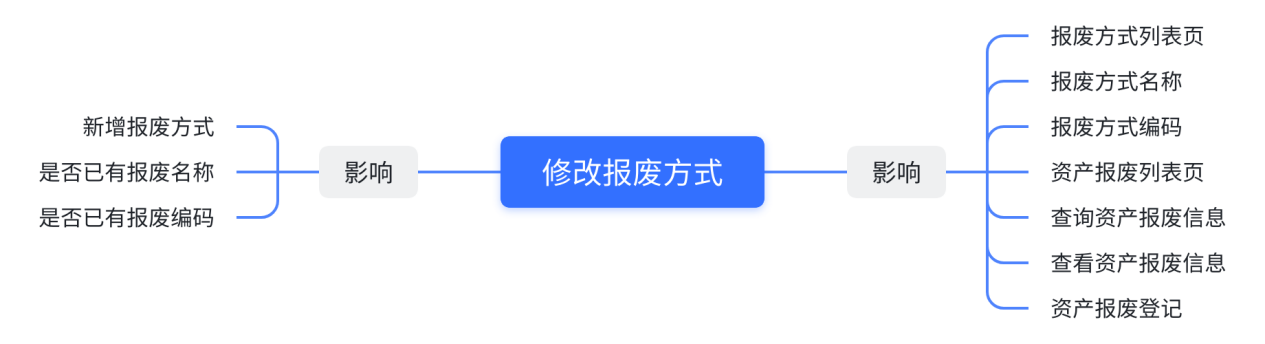 新增报废方式
是否已有报废名称
是否已有报废编码
影响
修改报废方式
影响
报废方式列表页
报废方式名称
报废方式编码
资产报废列表页
查询资产报废信息
查看资产报废信息
资产报废登记